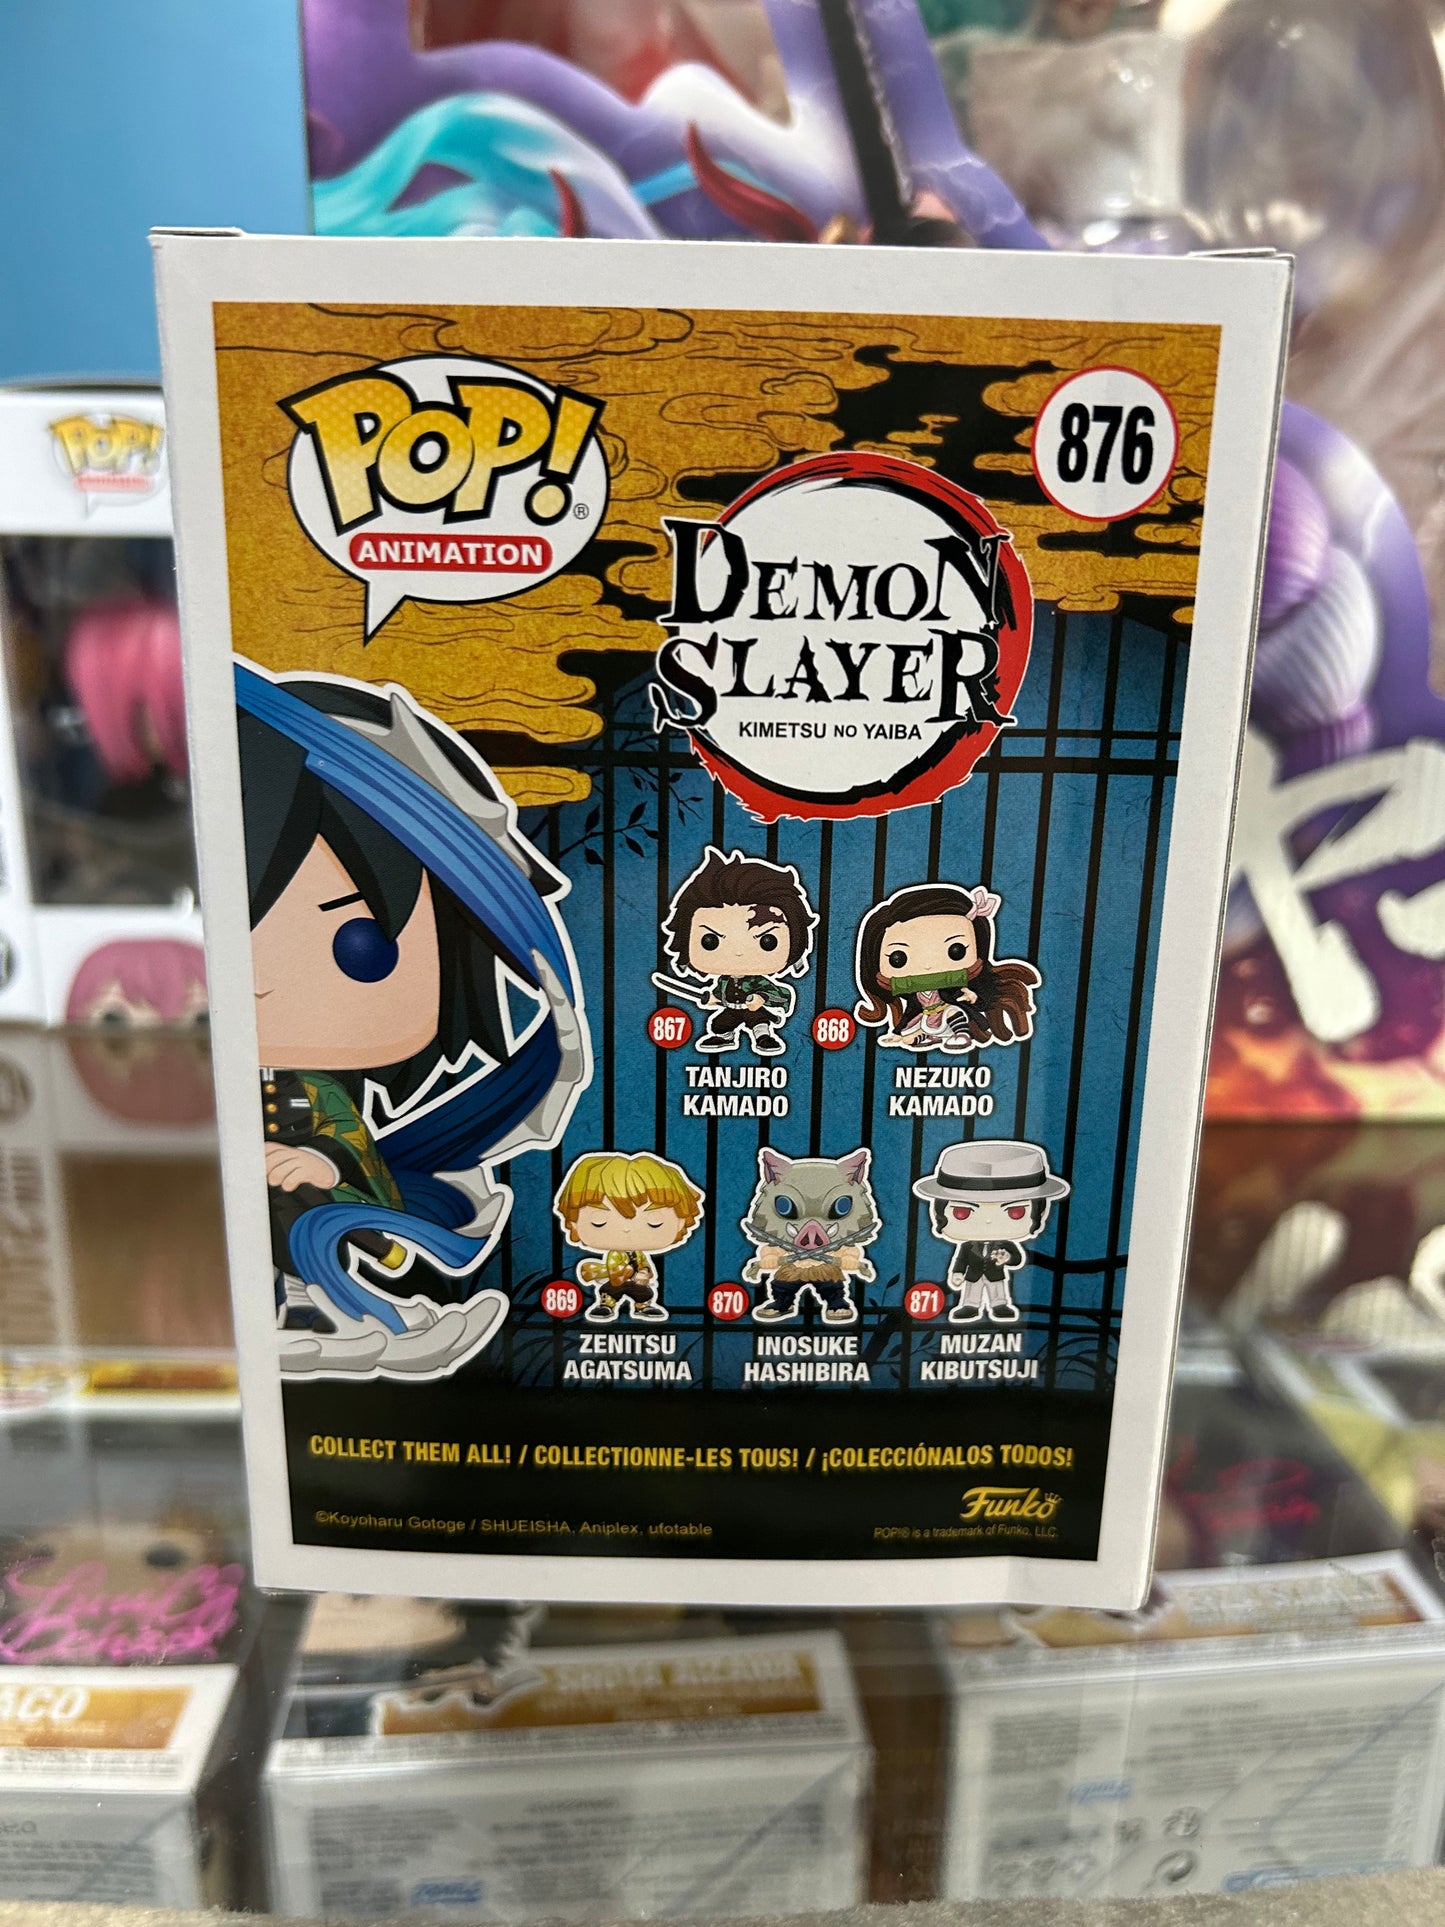 POP!
POP! ®
ANIMATION
876
DEMON
SLAYER
KIMETSU NO YAIBA
867
TANJIRO
KAMADO
868
NEZUKO
KAMADO
869
ZENITSU
AGATSUMA
870
INOSUKE
HASHIBIRA
871
MUZAN
KIBUTSUJI
COLLECT THEM ALL! / COLLECTIONNE-LES TOUS! / ¡COLECCIÓNALOS TODOS!
Funko
©Koyoharu Gotoge / SHUEISHA, Aniplex, ufotable
POP!® is a trademark of Funko, LLC.